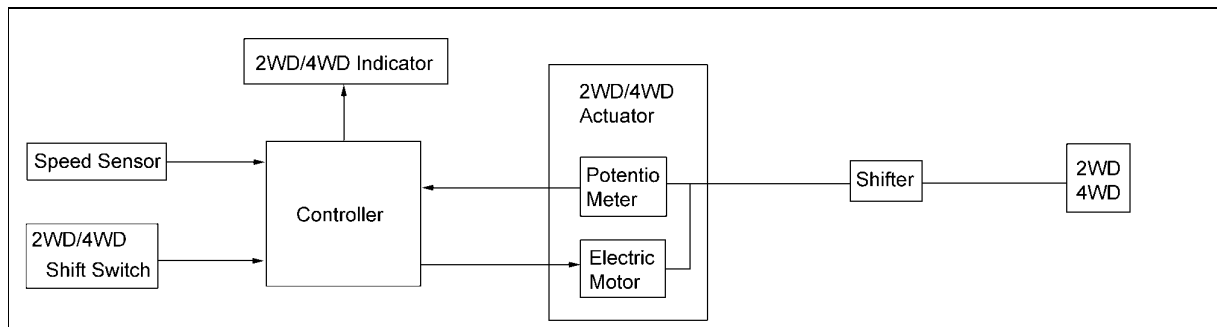 2WD/4WD Indicator
Speed Sensor
2WD/4WD
Shift Switch
Controller
2WD/4WD
Actuator
Potentio
Meter
Electric
Motor
Shifter
2WD
4WD